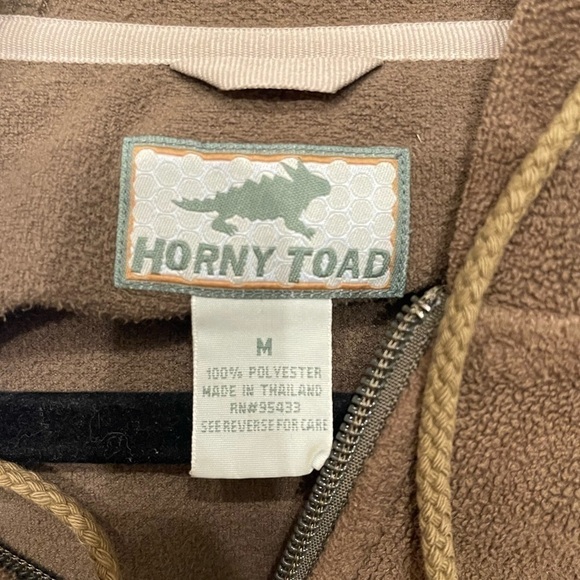 HORNY TOAD
M
100% POLYESTER
MADE IN THAILAND
RN#95433
SEE REVERSE FOR CARE